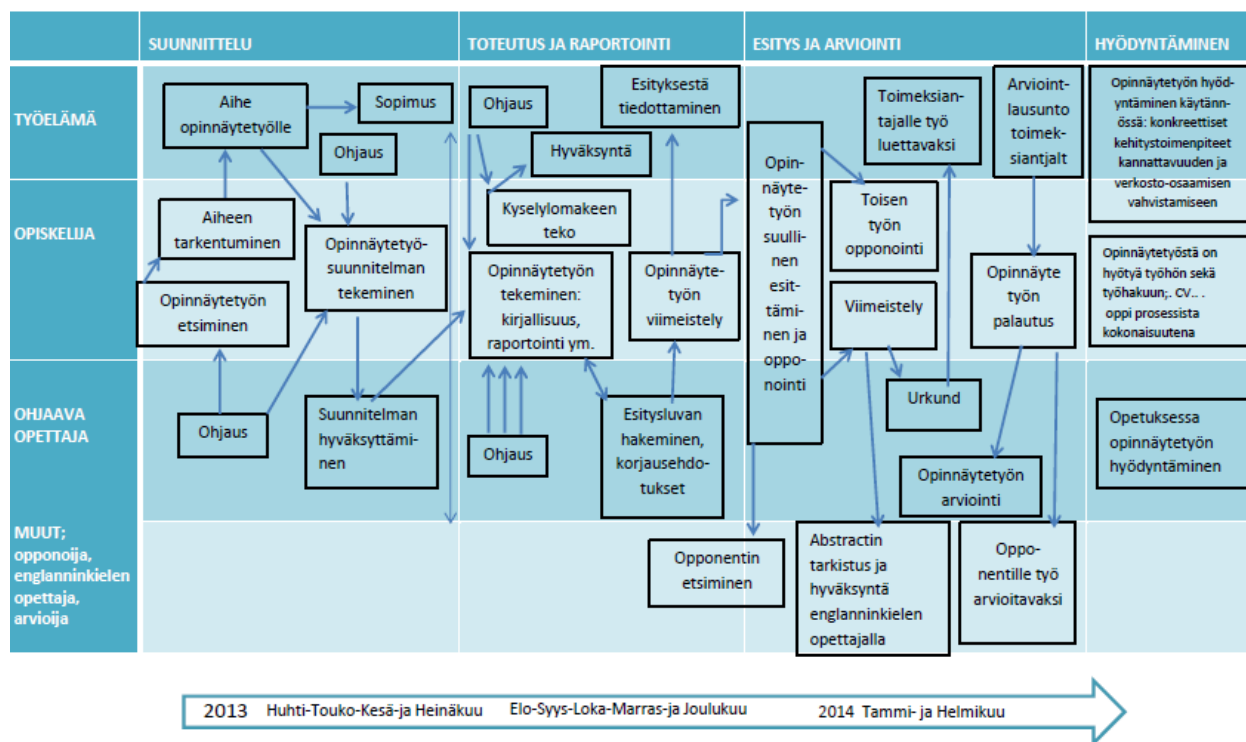 SUUNNITTELU
TOTEUTUS JA RAPORTOINTI
ESITYS JA ARVIOINTI
HYÖDYNTÄMINEN
TYÖELÄMÄ
Aihe
opinnäytetyölle
Sopimus
Ohjaus
Ohjaus
Hyväksyntä
Esityksestä
tiedottaminen
Toimeksian-
tajalle työ
luettavaksi
Arvioint
lausunto
toimek-
siantjalt
Opinnäytetyön hyöd-
yntäminen käytänn-
össä: konkreettiset
kehitystoimenpiteet
kannattavuuden ja
verkosto-osaamisen
vahvistamiseen
OPISKELIJA
Aiheen
tarkentuminen
Opinnäytetyön
etsiminen
Opinnäytetyö-
suunnitelman
tekeminen
Kyselylomakeen
teko
Opinnäytetyön
tekeminen:
kirjallisuus,
raportointi ym.
Opinnäyte-
työn
viimeistely
Opin-
näyte-
työn
suulli-
nen
esit-
tämi-
nen ja
oppo-
nointi
Toisen
työn
opponointi
Viimeistely
Opinnäyte
työn
palautus
Opinnäytetyöstä on
hyötyä työhön sekä
työhakuun;. CV.. .
oppi prosessista
kokonaisuutena
OHJAAVA
OPETTAJA
Ohjaus
Suunnitelman
hyväksyttämi-
nen
Ohjaus
Esitysluvan
hakeminen,
korjausehdo-
tukset
Urkund
Opinnäytetyön
arviointi
Opetuksessa
opinnäytetyön
hyödyntäminen
MUUT;
opponoija,
englanninkielen
opettaja,
arvioija
Opponentin
etsiminen
Abstractin
tarkistus ja
hyväksyntä
englanninkielen
opettajalla
Oppo-
nentille työ
arvioitavaksi
2013 Huhti-Touko-Kesä-ja Heinäkuu Elo-Syys-Loka-Marras-ja Joulukuu 2014 Tammi- ja Helmikuu